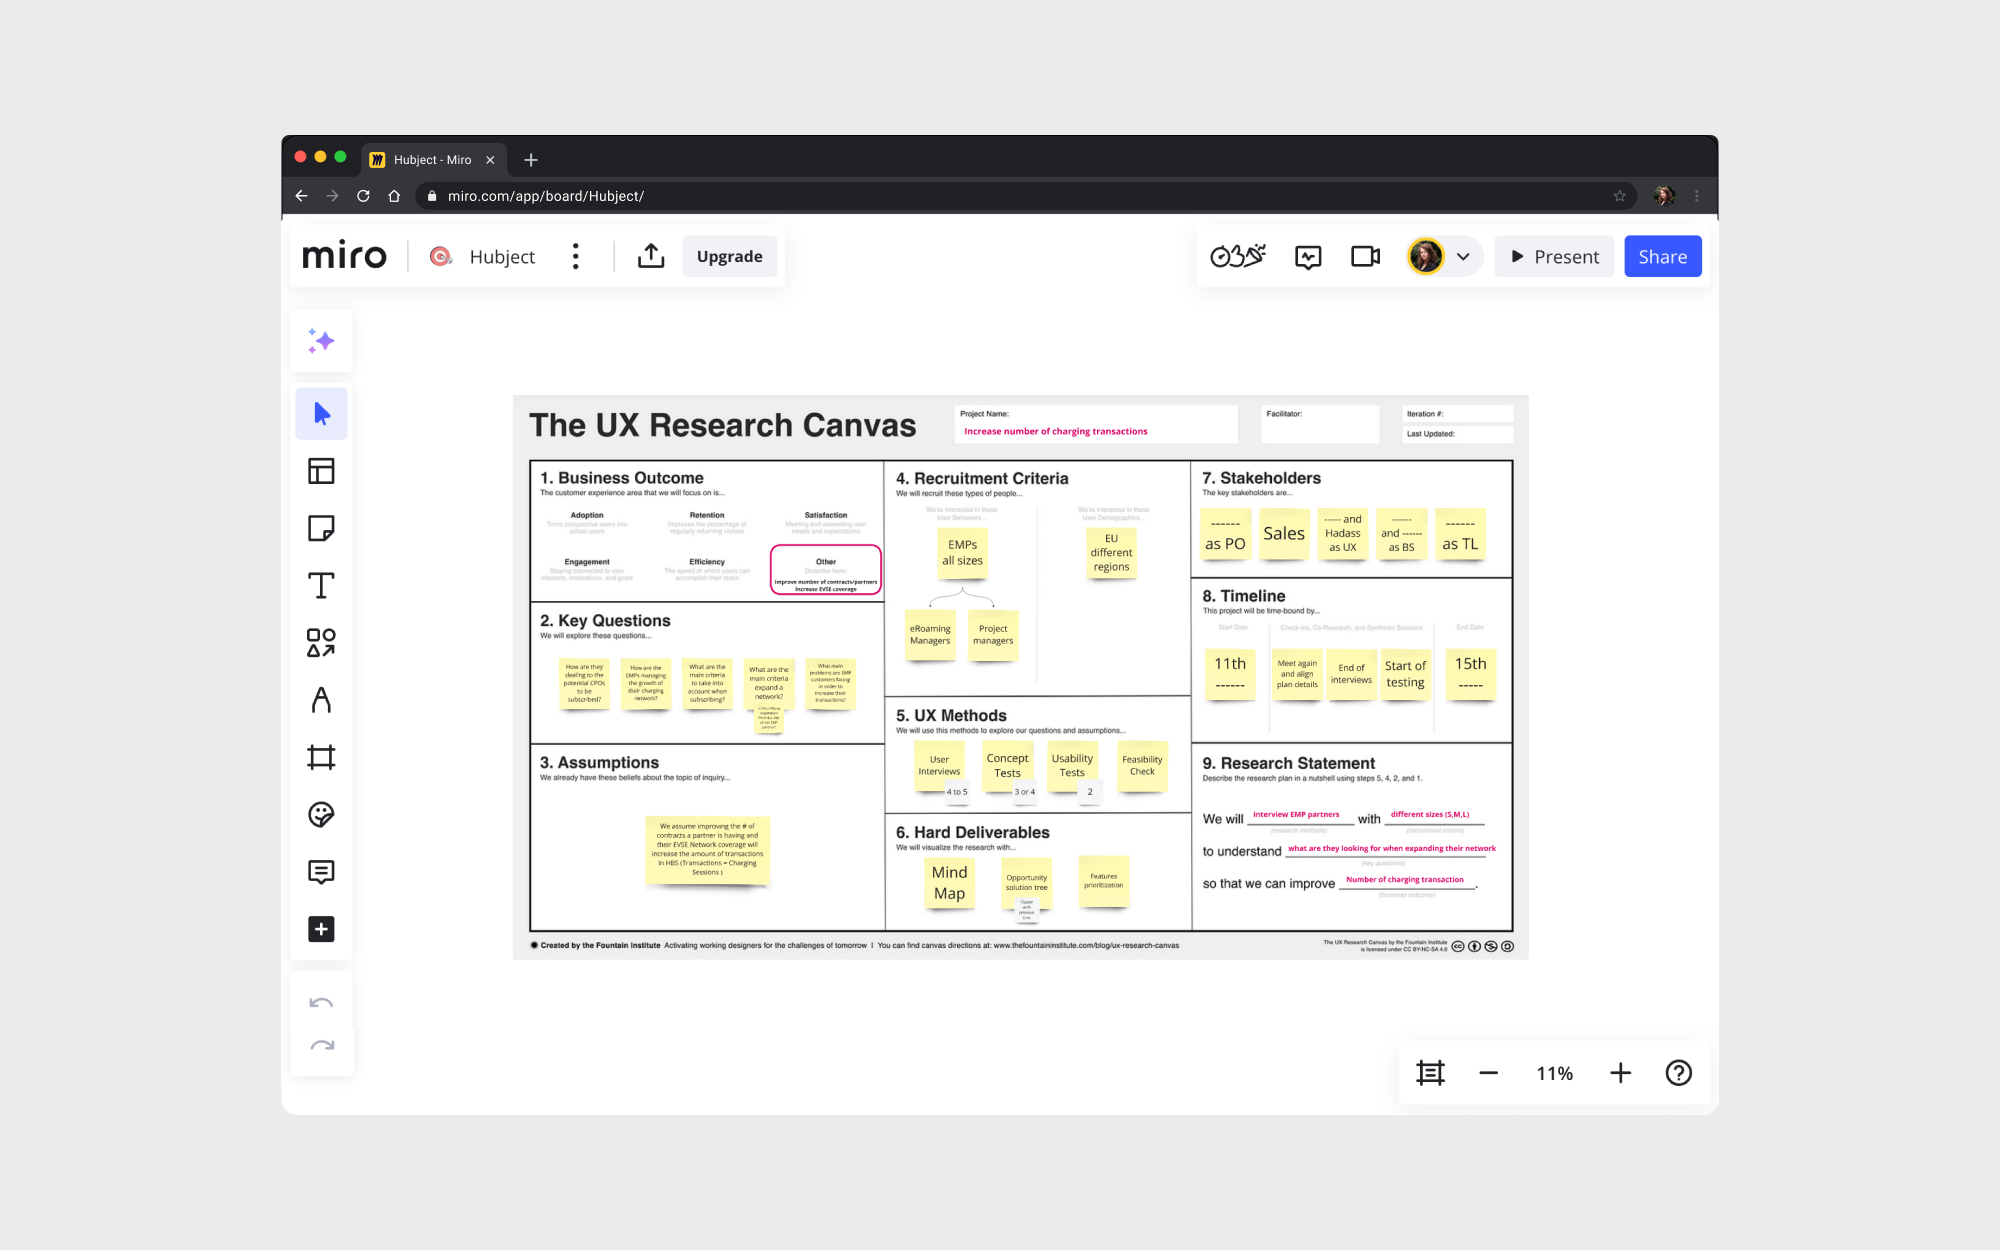 Hubject - Miro
miro.com/app/board/Hubject/
miro
Hubject
Upgrade
Present
Share
The UX Research Canvas
Project Name:
Increase number of charging transactions
Facilitator:
Iteration #:
Last Updated:
1. Business Outcome
The customer experience area that we will focus on is...
Adoption
Turns prospective users into
actual users
Retention
Improves the percentage of
regularly returning visitors
Satisfaction
Meeting and exceeding user
needs and expectations
Engagement
Staying connected to user
interests, motivations, and goals
Efficiency
The speed at which users can
accomplish their tasks
Other
Describe here:
Improve number of contracts/partners
Increase EVSE coverage
2. Key Questions
We will explore these questions...
How are they
dealing to the
potential CPOs
to be
subscribed?
How are the
EMPs managing
the growth of
their charging
network?
What are the
main criteria
to take into
account when
subscribing?
What are the
main criteria
expand a
network?
What main
problems are EMP
customers facing
in order to
increase their
transactions?
3. Assumptions
We already have these beliefs about the topic of inquiry...
We assume improving the # of
contracts a partner is having and
their EVSE Network coverage will
increase the amount of transactions
in HBS (Transactions = Charging
Sessions )
4. Recruitment Criteria
We will recruit these types of people...
We're interested in these
User Behaviors...
We're interested in these
User Demographics...
EMPs
all sizes
EU
different
regions
eRoaming
Managers
Project
managers
5. UX Methods
We will use this methods to explore our questions and assumptions...
User
Interviews
4 to 5
Concept
Tests
3 or 4
Usability
Tests
2
Feasibility
Check
6. Hard Deliverables
We will visualize the research with...
Mind
Map
Opportunity
solution tree
Features
prioritization
7. Stakeholders
The key stakeholders are...
------
as PO
Sales
----- and
Hadass
as UX
------
and ------
as BS
------
as TL
8. Timeline
This project will be time-bound by...
Start Date
Check-ins, Co-Research, and Synthesis Sessions
End Date
11th
------
Meet again
and align
plan details
End of
interviews
Start of
testing
15th
-----
9. Research Statement
Describe the research plan in a nutshell using steps 5, 4, 2, and 1.
We will interview EMP partners with different sizes (S,M,L)
(research methods) (recruitment criteria)
to understand what are they looking for when expanding their network
(key questions)
so that we can improve Number of charging transaction.
(business outcome)
Created by the Fountain Institute Activating working designers for the challenges of tomorrow | You can find canvas directions at: www.thefountaininstitute.com/blog/ux-research-canvas
The UX Research Canvas by the Fountain Institute
is licensed under CC BY-NC-SA 4.0
11%